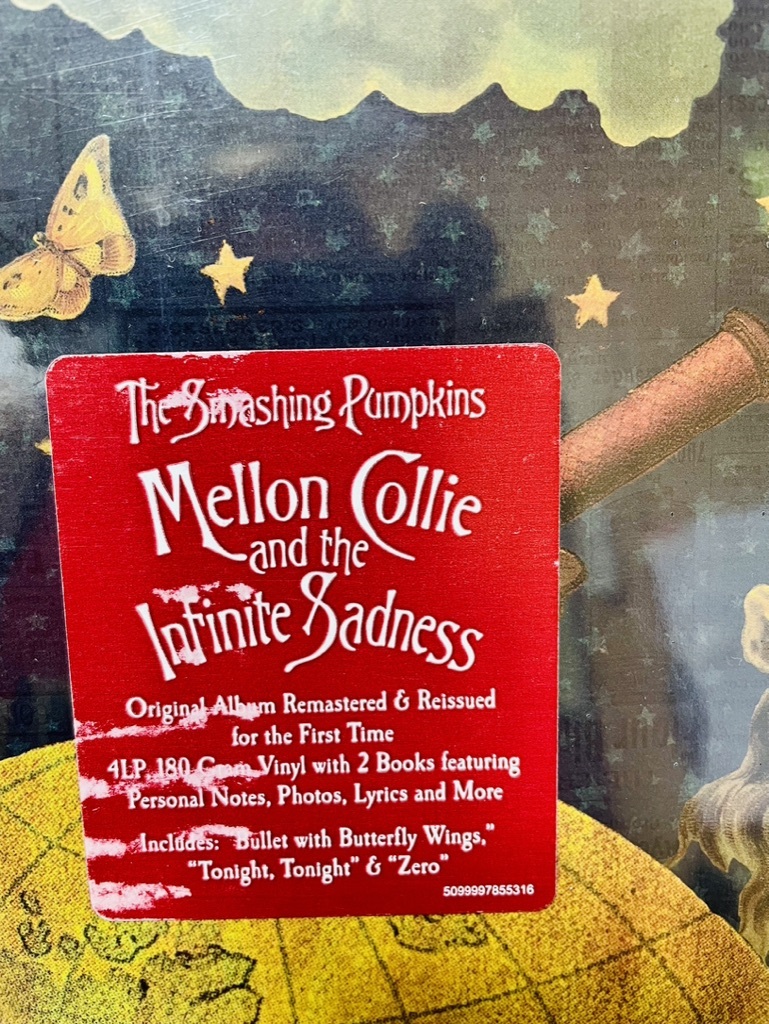 The Smashing Pumpkins
Mellon Collie
and the
Infinite Sadness
Original Album Remastered & Reissued
for the First Time
4LP 180 Gram Vinyl with 2 Books featuring
Personal Notes, Photos, Lyrics and More
Includes: "Bullet with Butterfly Wings,"
"Tonight, Tonight" & "Zero"
5099997855316